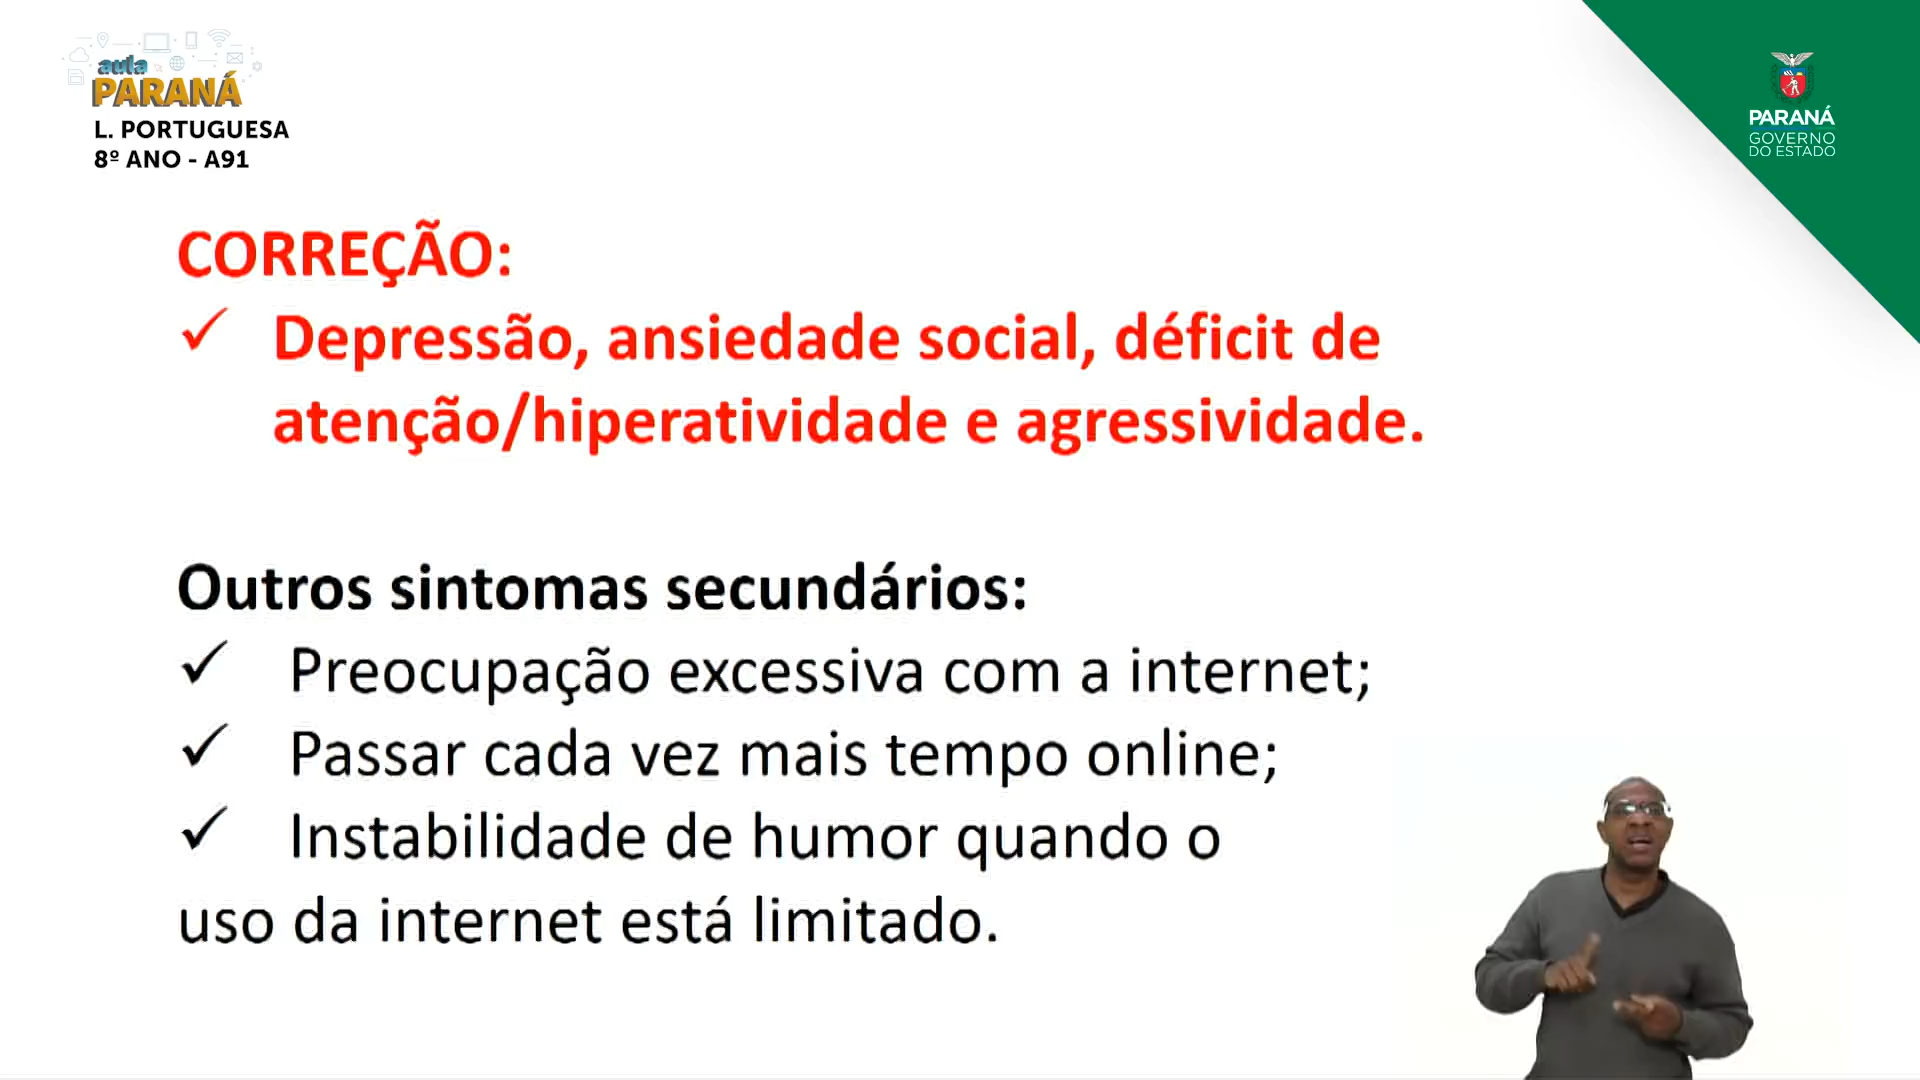 aula
PARANÁ
L. PORTUGUESA
8º ANO - A91
PARANÁ
GOVERNO
DO ESTADO
CORREÇÃO:
✓ Depressão, ansiedade social, déficit de
atenção/hiperatividade e agressividade.
Outros sintomas secundários:
✓ Preocupação excessiva com a internet;
✓ Passar cada vez mais tempo online;
✓ Instabilidade de humor quando o
uso da internet está limitado.